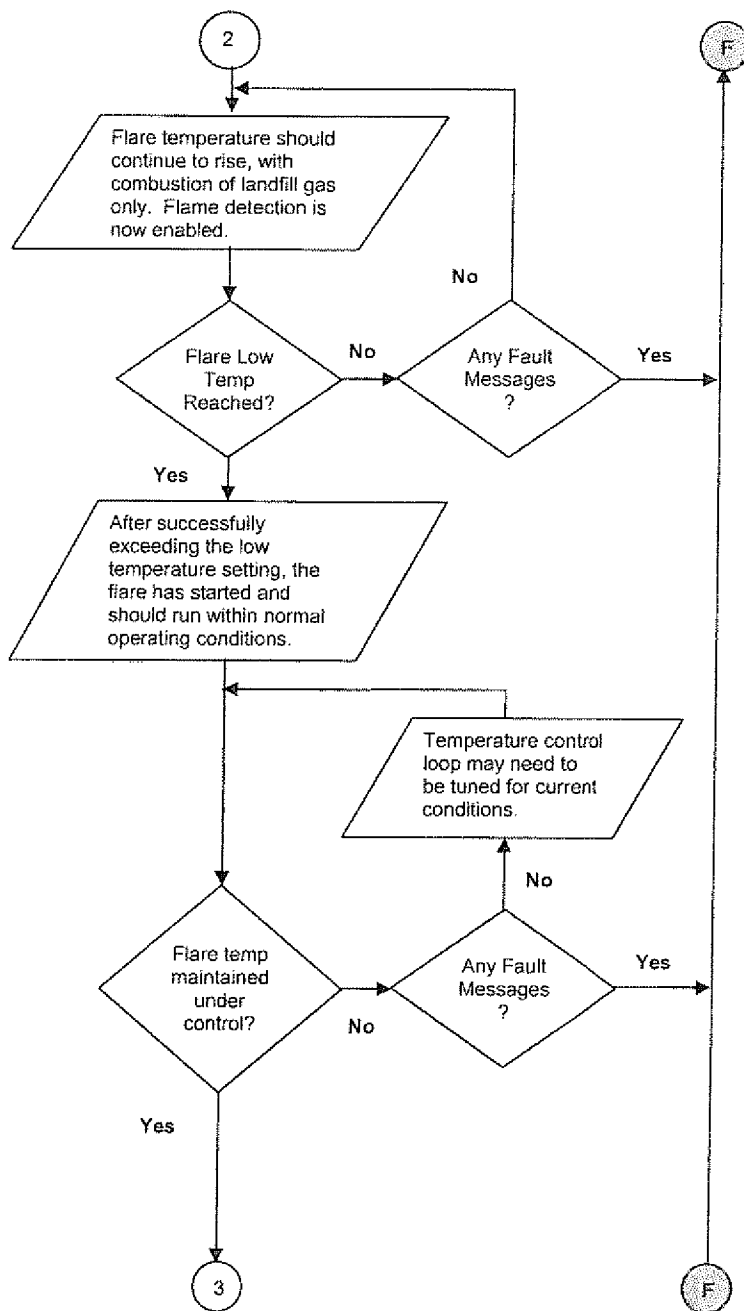 2
F
Flare temperature should
continue to rise, with
combustion of landfill gas
only. Flame detection is
now enabled.
No
Flare Low
Temp
Reached?
No
Any Fault
Messages
?
Yes
Yes
After successfully
exceeding the low
temperature setting, the
flare has started and
should run within normal
operating conditions.
Temperature control
loop may need to
be tuned for current
conditions.
No
Flare temp
maintained
under
control?
No
Any Fault
Messages
?
Yes
Yes
3
F